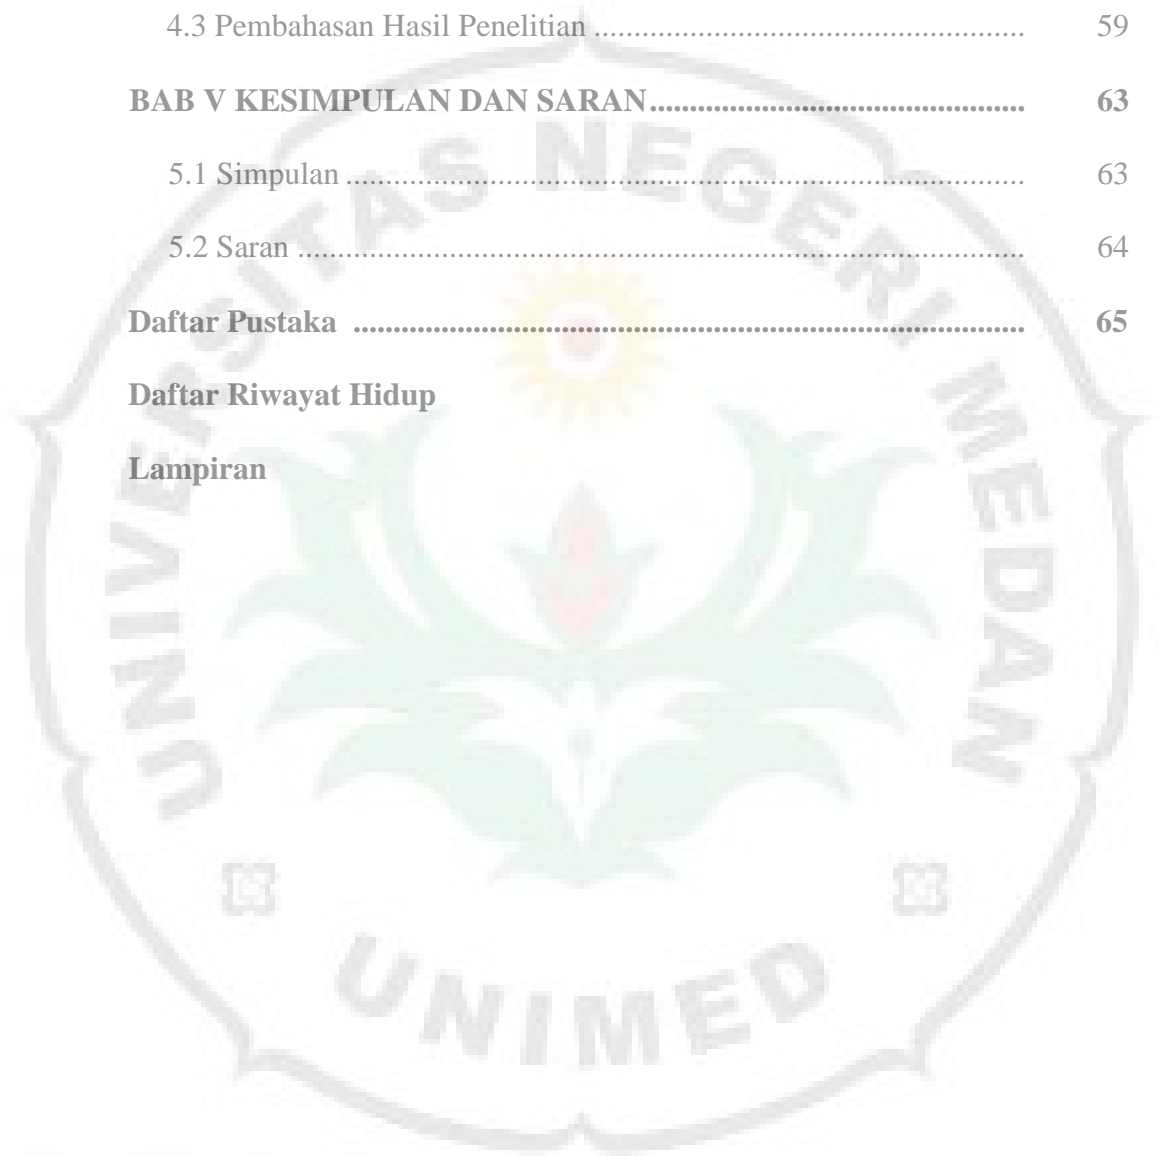 4.3 Pembahasan Hasil Penelitian ...................................................... 59
BAB V KESIMPULAN DAN SARAN............................................... 63
5.1 Simpulan ..................................................................................... 63
5.2 Saran ........................................................................................... 64
Daftar Pustaka .................................................................................... 65
Daftar Riwayat Hidup
Lampiran
UNIVERSITAS NEGERI MEDAN
UNIMED